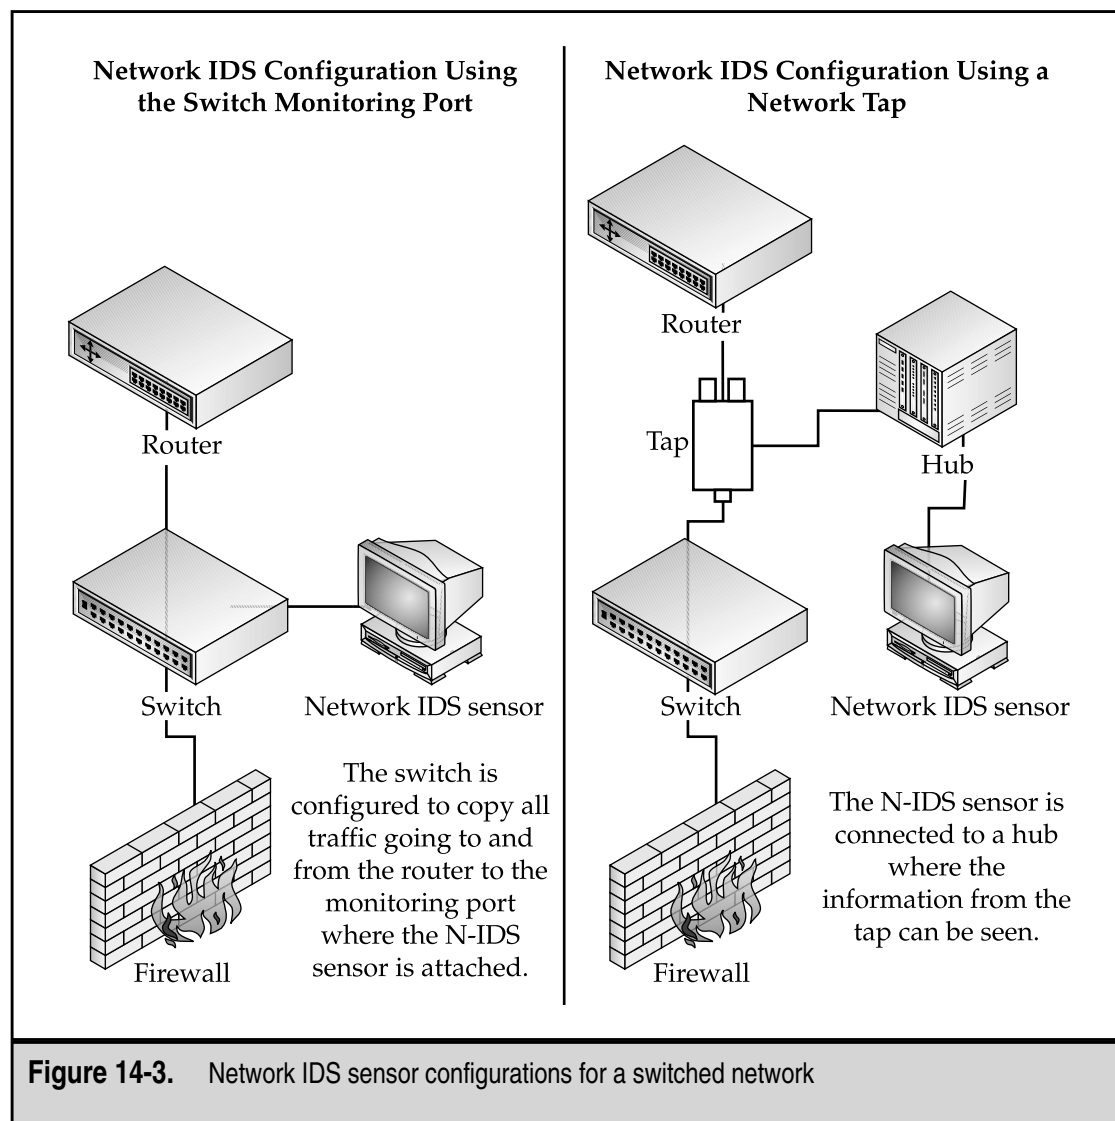 Network IDS Configuration Using
the Switch Monitoring Port
Router
Switch
Network IDS sensor
The switch is
configured to copy all
traffic going to and
from the router to the
monitoring port
where the N-IDS
sensor is attached.
Firewall
Network IDS Configuration Using a
Network Tap
Router
Tap
Hub
Switch
Network IDS sensor
The N-IDS sensor is
connected to a hub
where the
information from the
tap can be seen.
Firewall
Figure 14-3. Network IDS sensor configurations for a switched network